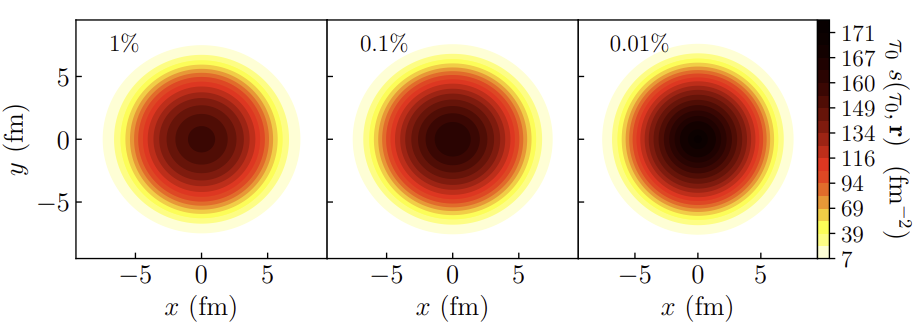 1% 0.1% 0.01%
y (fm)
5
0
−5
−5 0 5 −5 0 5 −5 0 5
x (fm) x (fm) x (fm)
171
167
160
149
134
116
94
69
39
7
τ₀ s(τ₀, r) (fm⁻²)